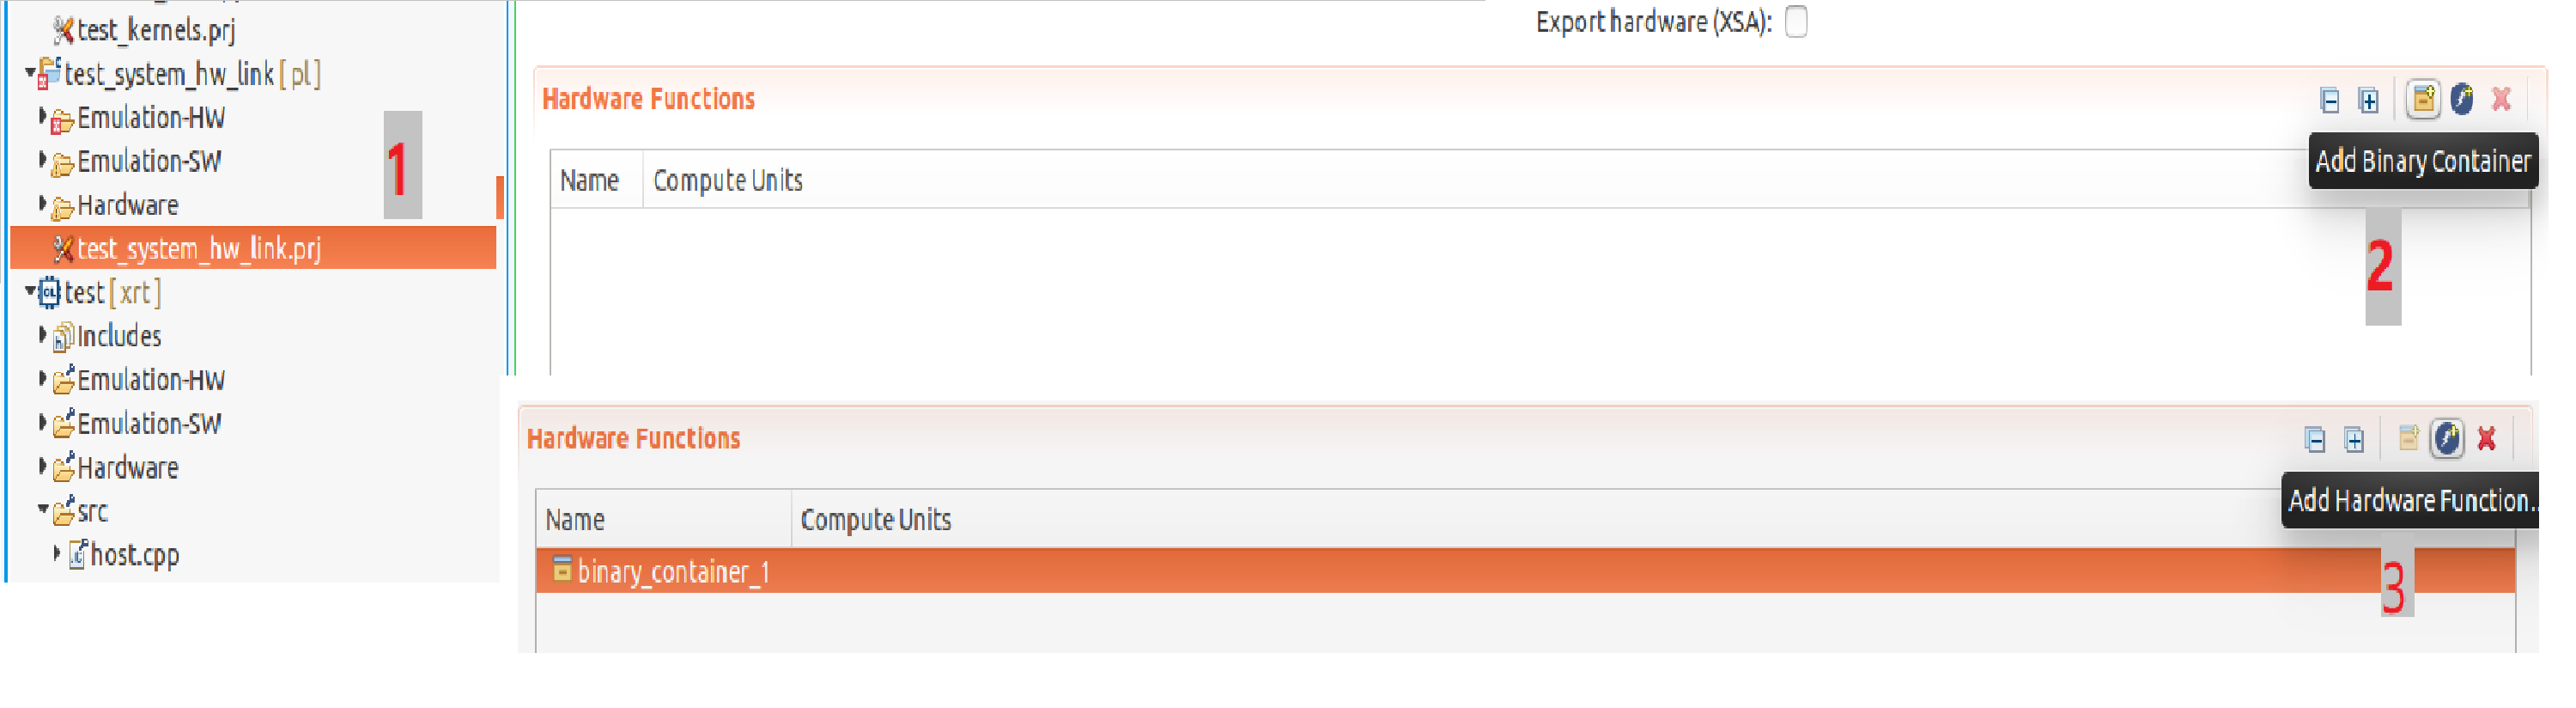 test_kernels.prj
test_system_hw_link [ pl ]
Emulation-HW
Emulation-SW
Hardware
test_system_hw_link.prj
test [ xrt ]
Includes
Emulation-HW
Emulation-SW
Hardware
src
host.cpp
1
Export hardware (XSA):
Hardware Functions
Add Binary Container
Name Compute Units
2
Hardware Functions
Add Hardware Function..
Name Compute Units
binary_container_1
3